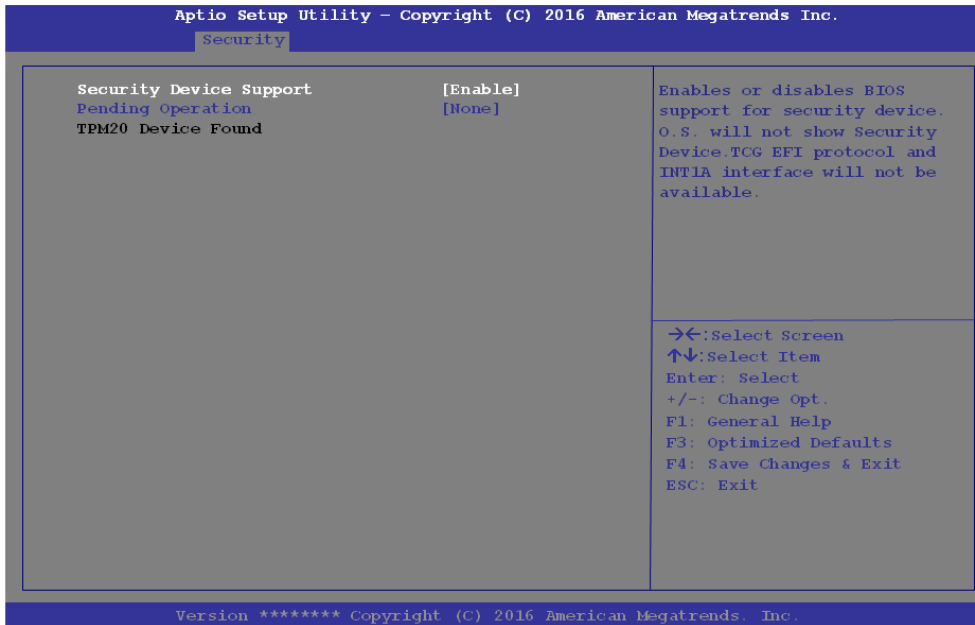 Aptio Setup Utility – Copyright (C) 2016 American Megatrends Inc.
Security
Security Device Support [Enable]
Pending Operation [None]
TPM20 Device Found
Enables or disables BIOS
support for security device.
O.S. will not show Security
Device.TCG EFI protocol and
INT1A interface will not be
available.
→←:Select Screen
↑↓:Select Item
Enter: Select
+/-: Change Opt.
F1: General Help
F3: Optimized Defaults
F4: Save Changes & Exit
ESC: Exit
Version ******** Copyright (C) 2016 American Megatrends. Inc.